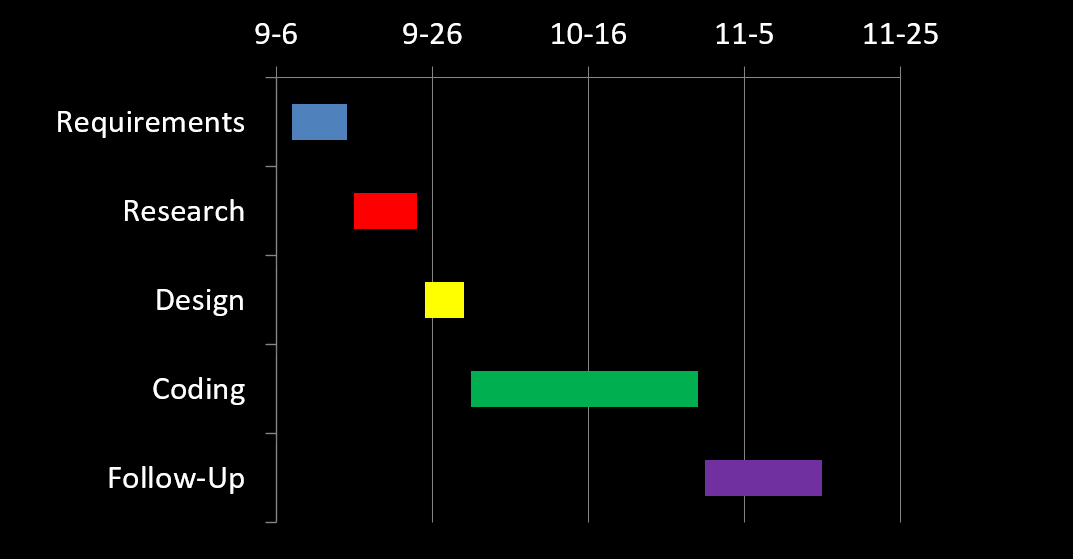 9-6 9-26 10-16 11-5 11-25
Requirements
Research
Design
Coding
Follow-Up